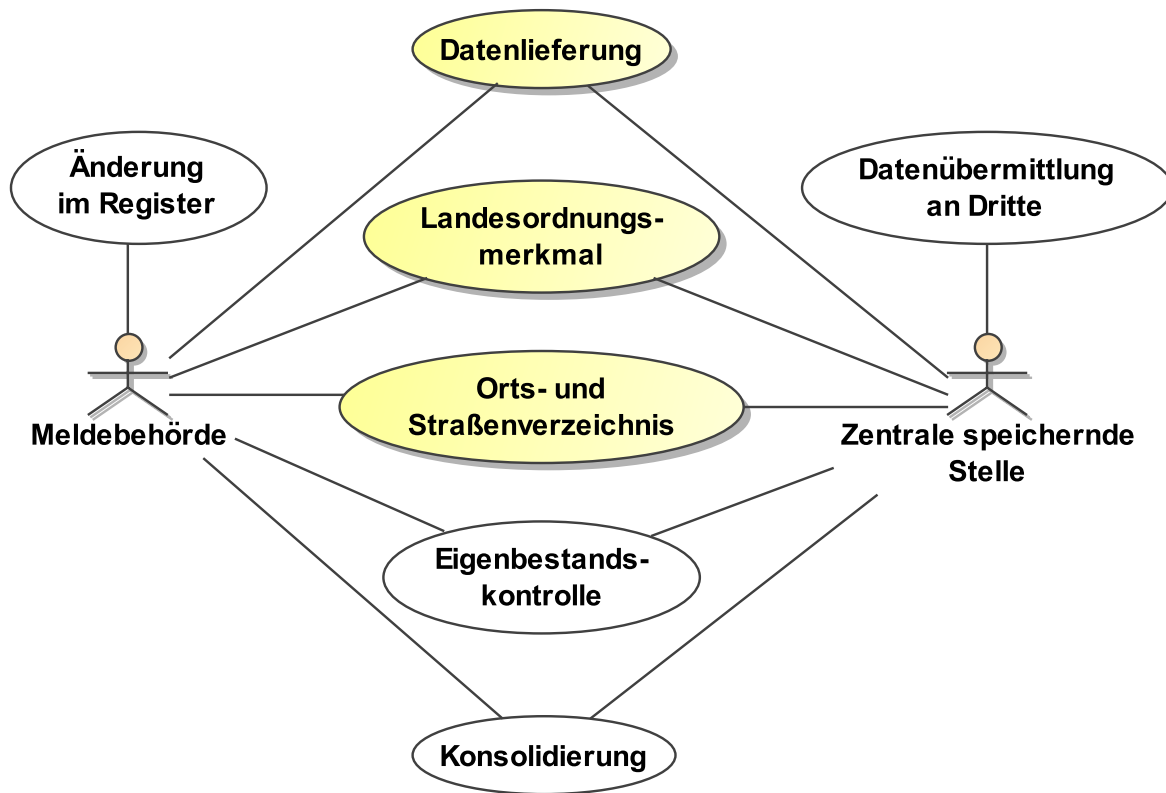 Datenlieferung
Änderung
im Register
Datenübermittlung
an Dritte
Landesordnungs-
merkmal
Orts- und
Straßenverzeichnis
Meldebehörde
Zentrale speichernde
Stelle
Eigenbestands-
kontrolle
Konsolidierung